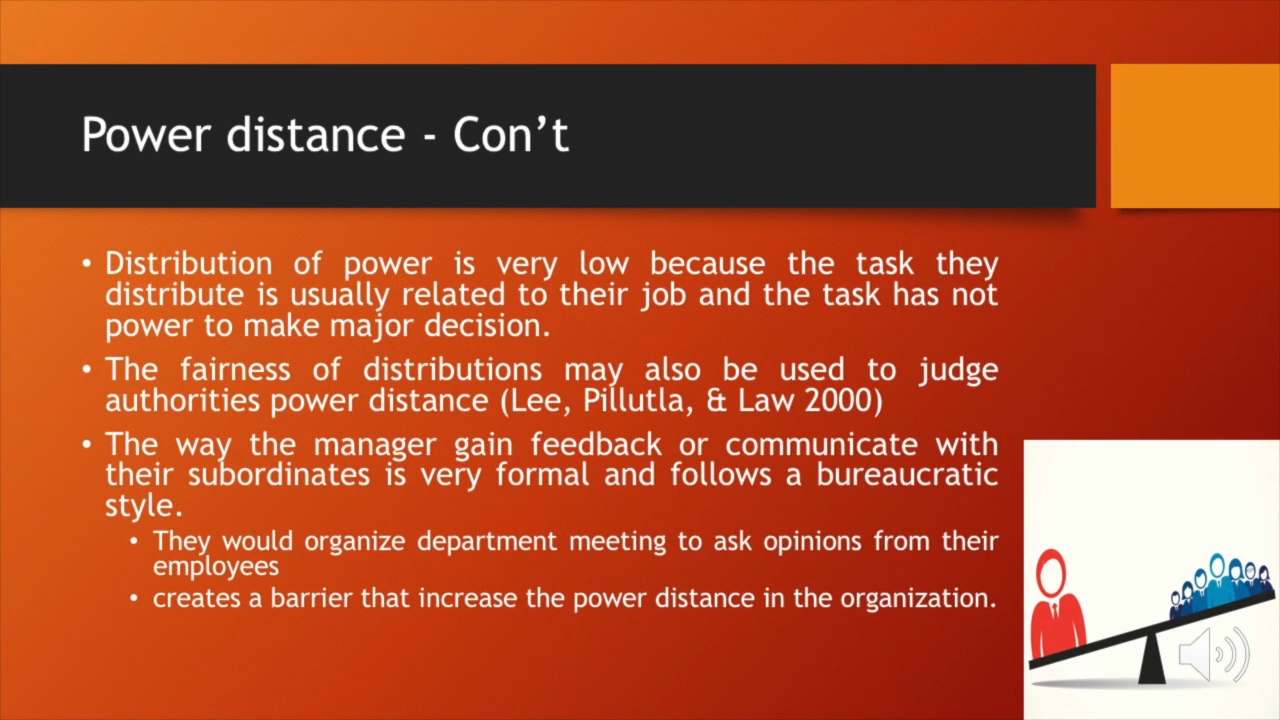 Power distance - Con’t
• Distribution of power is very low because the task they
distribute is usually related to their job and the task has not
power to make major decision.
• The fairness of distributions may also be used to judge
authorities power distance (Lee, Pillutla, & Law 2000)
• The way the manager gain feedback or communicate with
their subordinates is very formal and follows a bureaucratic
style.
• They would organize department meeting to ask opinions from their
employees
• creates a barrier that increase the power distance in the organization.